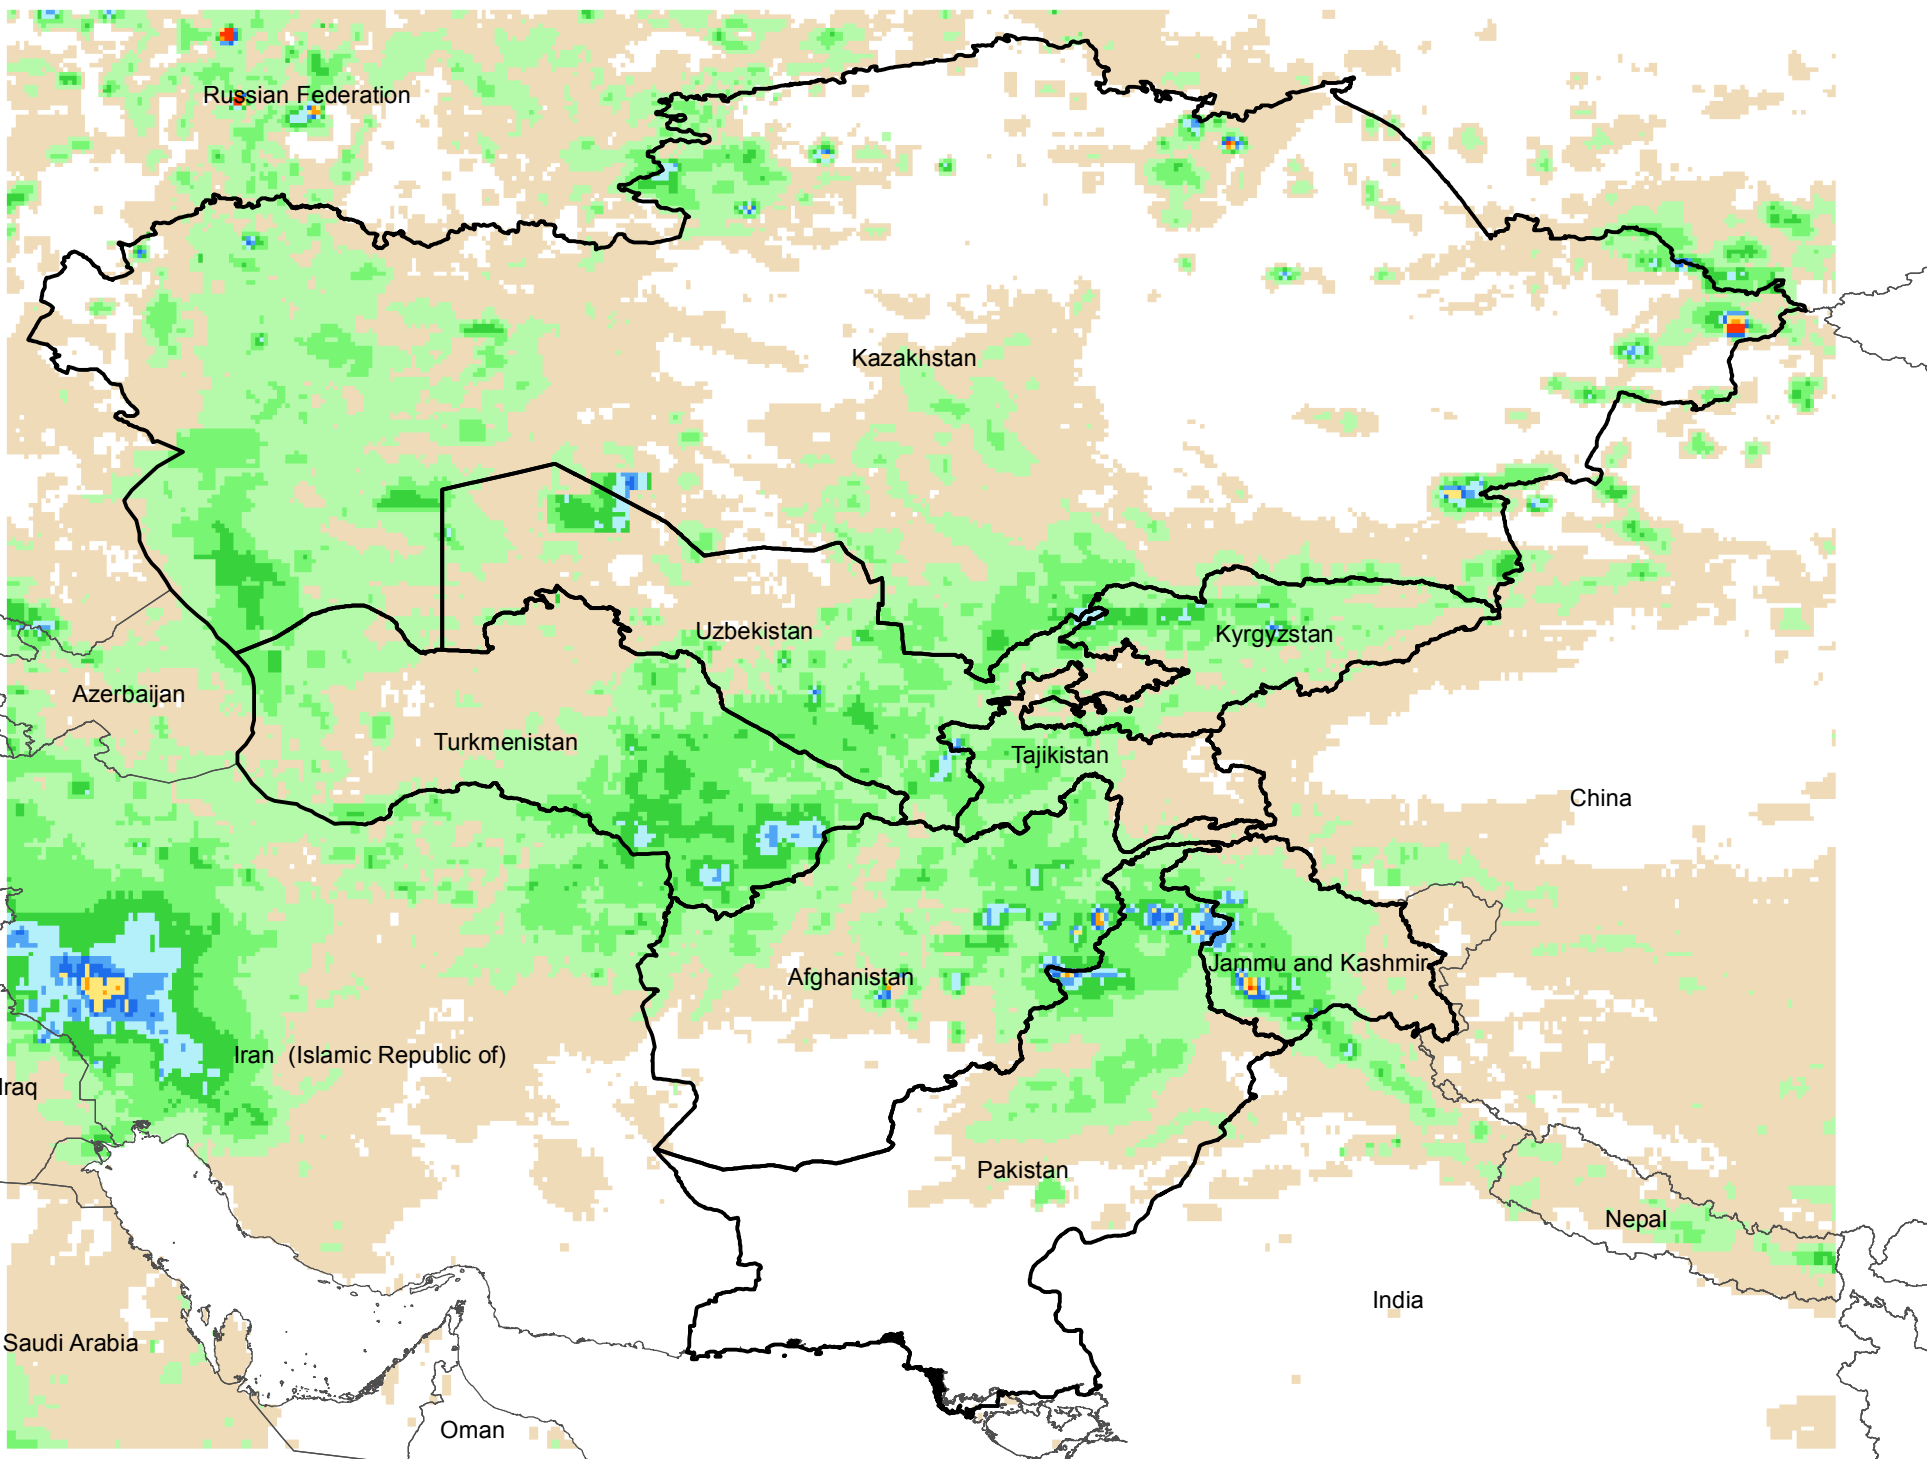 Russian Federation
Kazakhstan
Uzbekistan
Kyrgyzstan
Azerbaijan
Turkmenistan
Tajikistan
China
Jammu and Kashmir
Afghanistan
Iran  (Islamic Republic of)
Iraq
Pakistan
Nepal
India
Saudi Arabia
Oman